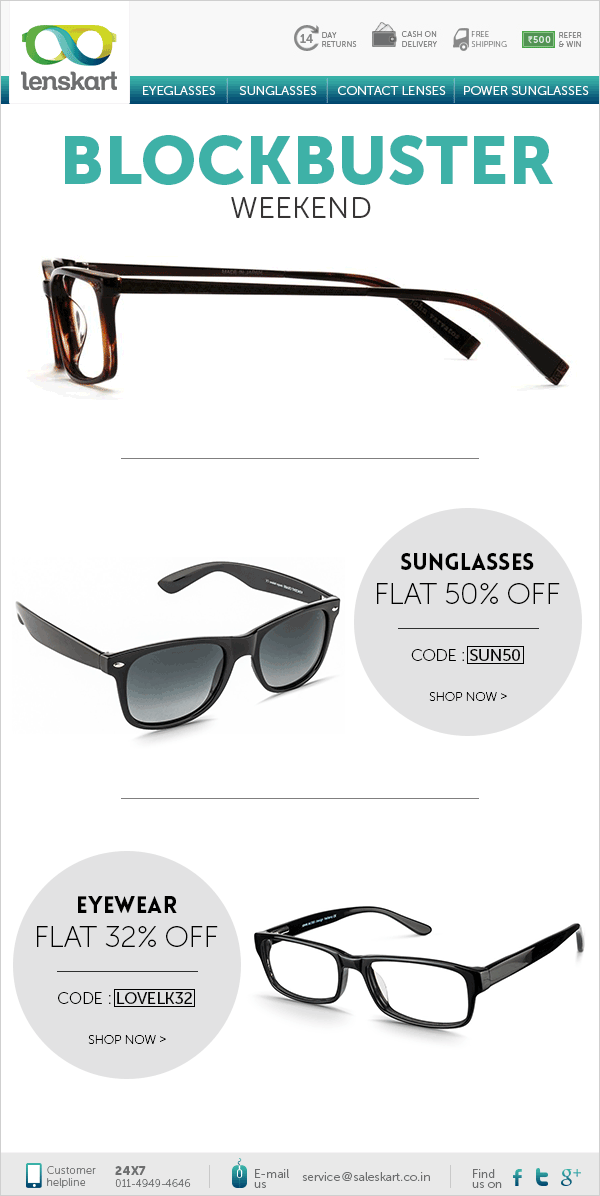 lenskart
14 DAY RETURNS
CASH ON DELIVERY
FREE SHIPPING
₹500 REFER & WIN
EYEGLASSES SUNGLASSES CONTACT LENSES POWER SUNGLASSES
BLOCKBUSTER
WEEKEND
SUNGLASSES
FLAT 50% OFF
CODE : SUN50
SHOP NOW >
EYEWEAR
FLAT 32% OFF
CODE : LOVELK32
SHOP NOW >
Customer helpline
24X7
011-4949-4646
E-mail us
service@saleskart.co.in
Find us on
f
g+